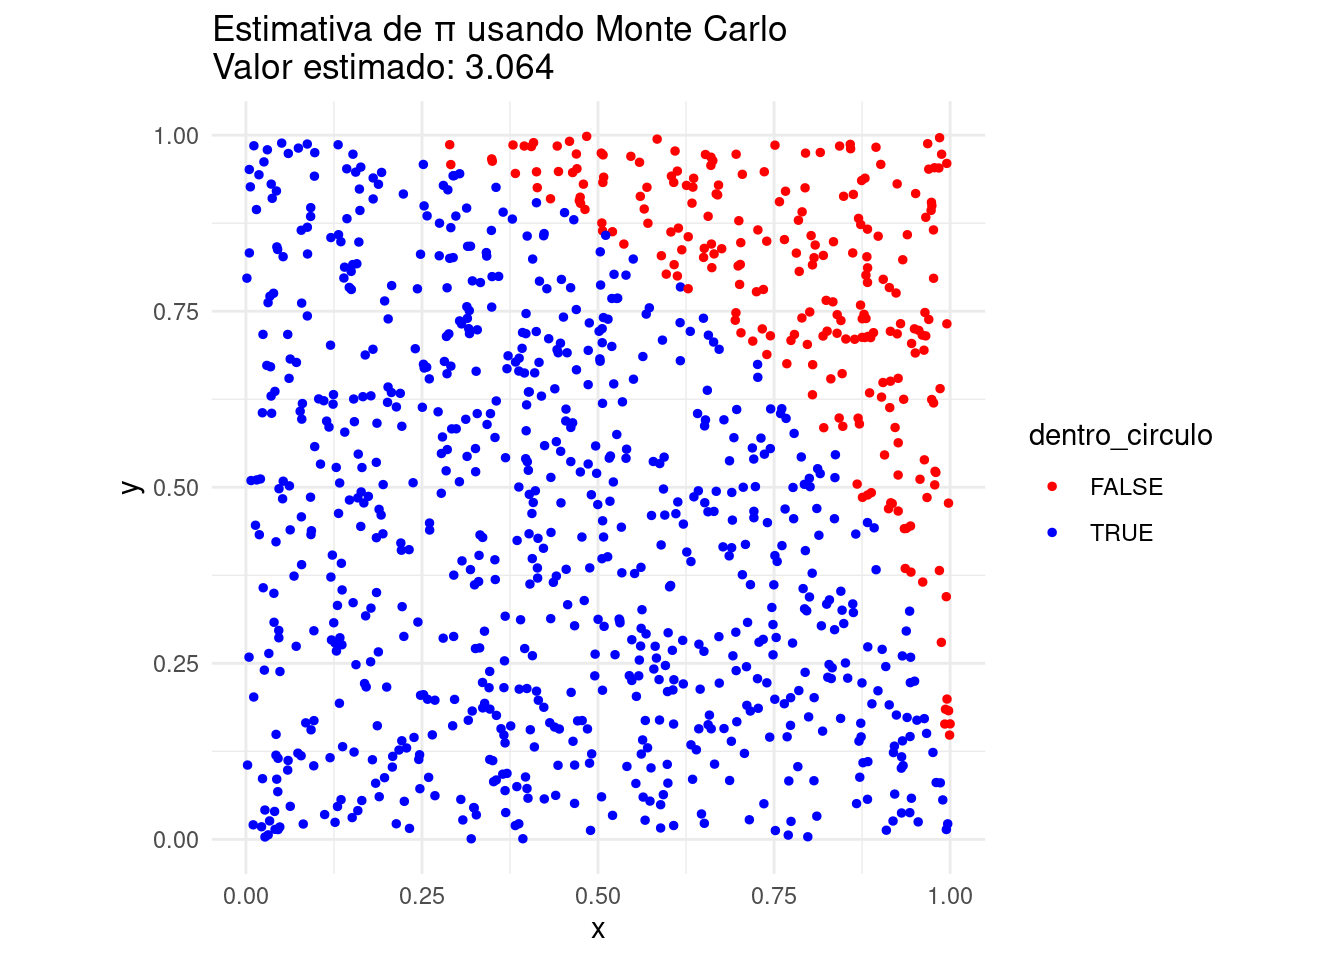 Estimativa de π usando Monte Carlo
Valor estimado: 3.064
1.00
0.75
0.50
0.25
0.00
y
0.00 0.25 0.50 0.75 1.00
x
dentro_circulo
FALSE
TRUE